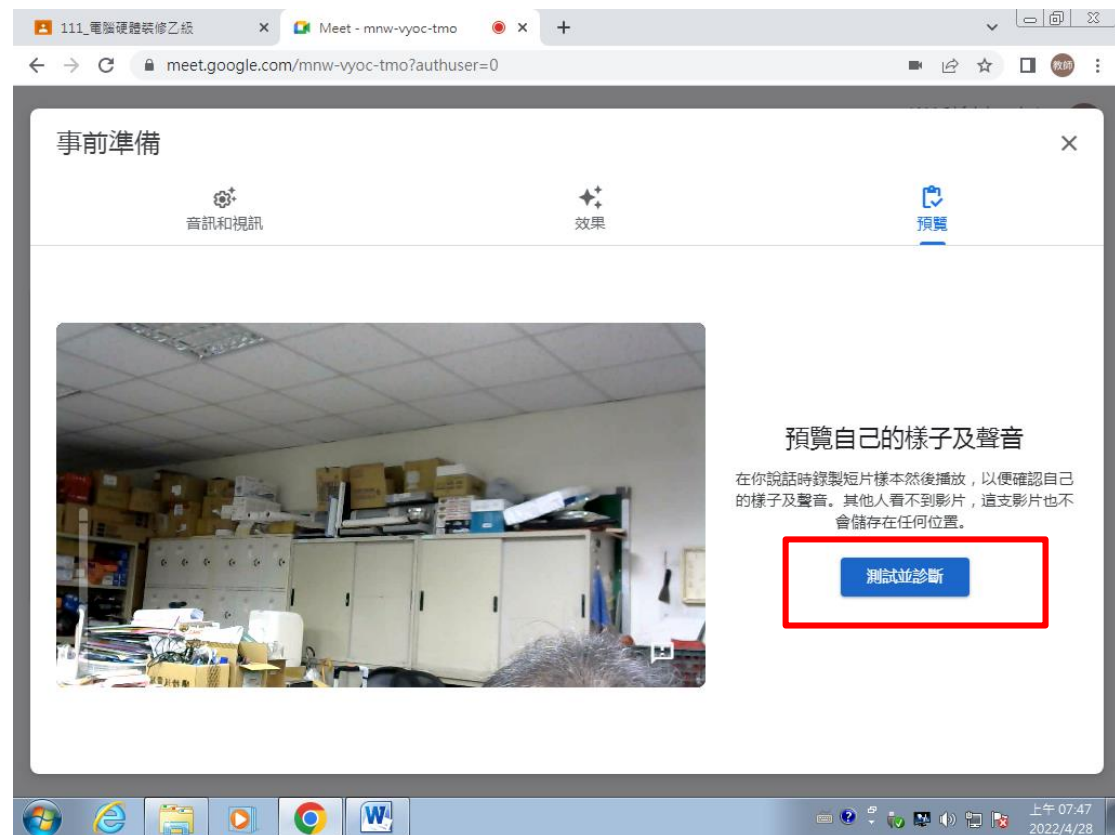 111_電腦硬體裝修乙級
Meet - mnw-vyoc-tmo
meet.google.com/mnw-vyoc-tmo?authuser=0
教師
事前準備
音訊和視訊
效果
預覽
預覽自己的樣子及聲音
在你說話時錄製短片樣本然後播放，以便確認自己
的樣子及聲音。其他人看不到影片，這支影片也不
會儲存在任何位置。
測試並診斷
上午 07:47
2022/4/28